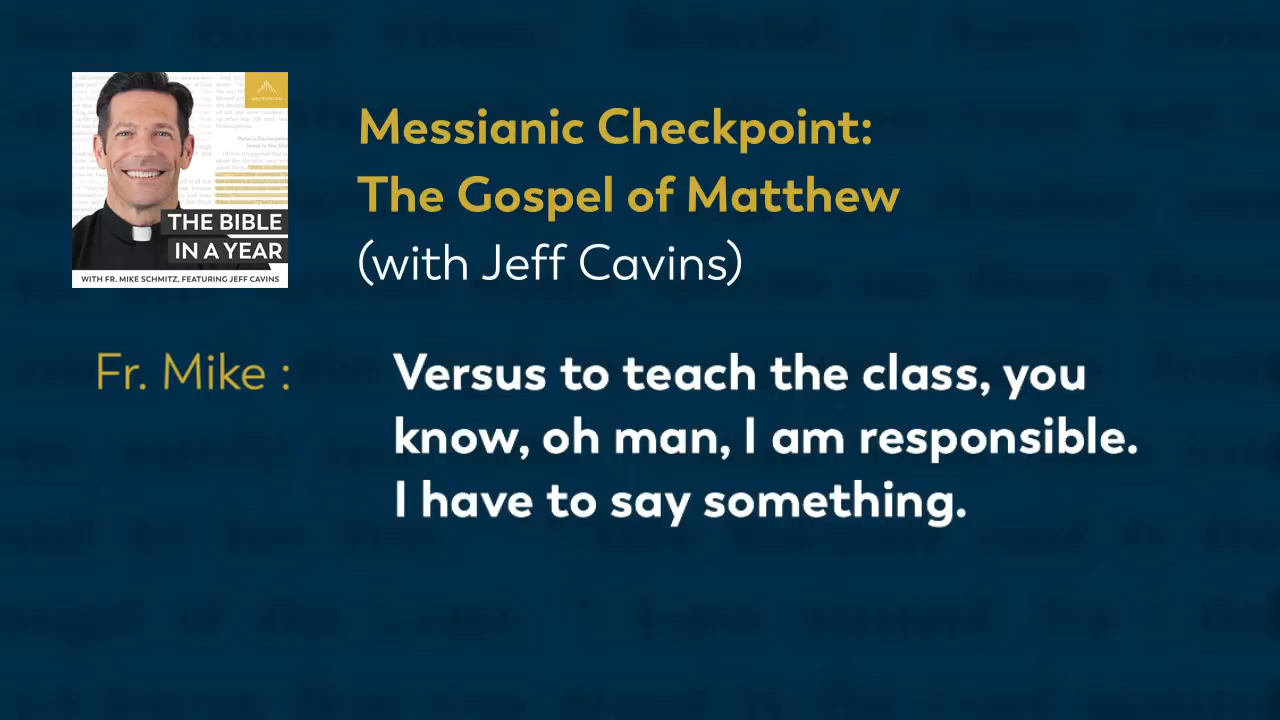 Messianic Checkpoint:
The Gospel of Matthew
(with Jeff Cavins)
THE BIBLE
IN A YEAR
WITH FR. MIKE SCHMITZ, FEATURING JEFF CAVINS
Fr. Mike :
Versus to teach the class, you
know, oh man, I am responsible.
I have to say something.